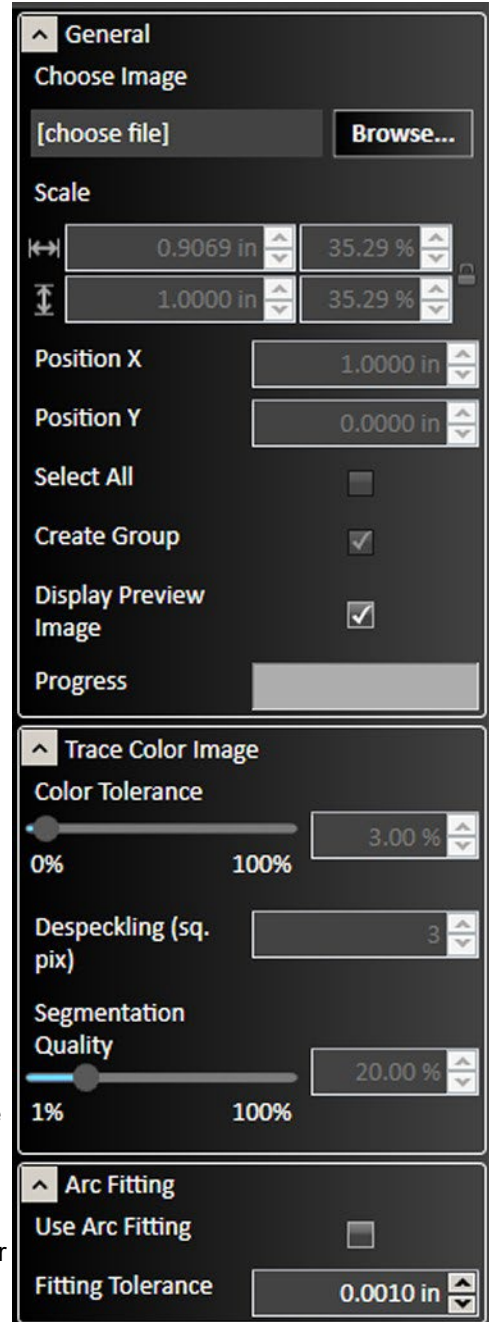 General
Choose Image
[choose file] Browse...
Scale
0.9069 in 35.29 %
1.0000 in 35.29 %
Position X 1.0000 in
Position Y 0.0000 in
Select All
Create Group
Display Preview
Image
Progress
Trace Color Image
Color Tolerance
3.00 %
0% 100%
Despeckling (sq.
pix) 3
Segmentation
Quality
20.00 %
1% 100%
Arc Fitting
Use Arc Fitting
r
Fitting Tolerance 0.0010 in